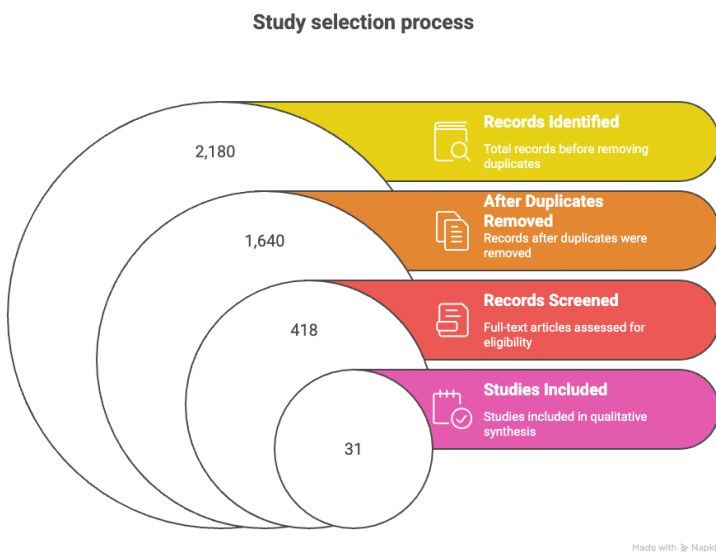 Study selection process
2,180
Records Identified
Total records before removing
duplicates
1,640
After Duplicates
Removed
Records after duplicates were
removed
418
Records Screened
Full-text articles assessed for
eligibility
31
Studies Included
Studies included in qualitative
synthesis
Made with Napki